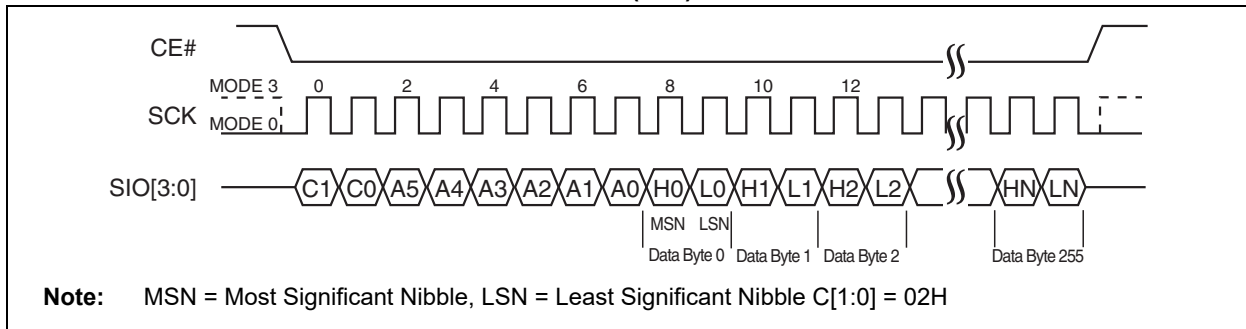 CE#
MODE 3 0 2 4 6 8 10 12
SCK
MODE 0
SIO[3:0] C1 C0 A5 A4 A3 A2 A1 A0 H0 L0 H1 L1 H2 L2 HN LN
MSN LSN
Data Byte 0 Data Byte 1 Data Byte 2 Data Byte 255
Note: MSN = Most Significant Nibble, LSN = Least Significant Nibble C[1:0] = 02H